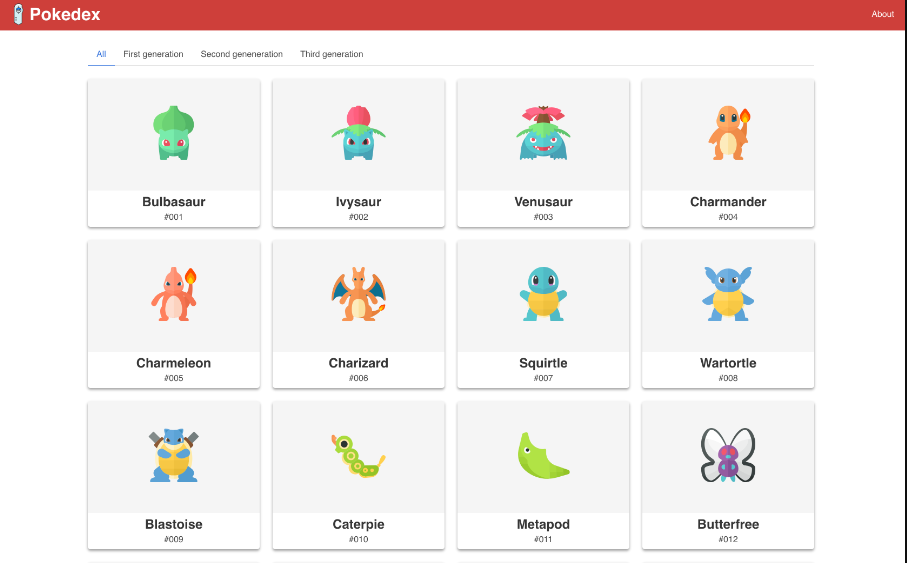 Pokedex
About
All First generation Second geneneration Third generation
Bulbasaur Ivysaur Venusaur Charmander
#001 #002 #003 #004
Charmeleon Charizard Squirtle Wartortle
#005 #006 #007 #008
Blastoise Caterpie Metapod Butterfree
#009 #010 #011 #012